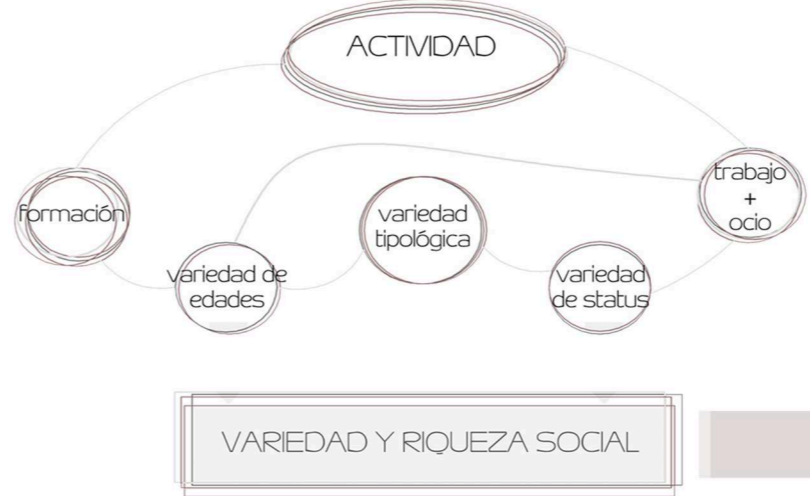 ACTIVIDAD
formación
variedad de
edades
variedad
tipológica
variedad
de status
trabajo
+
ocio
VARIEDAD Y RIQUEZA SOCIAL